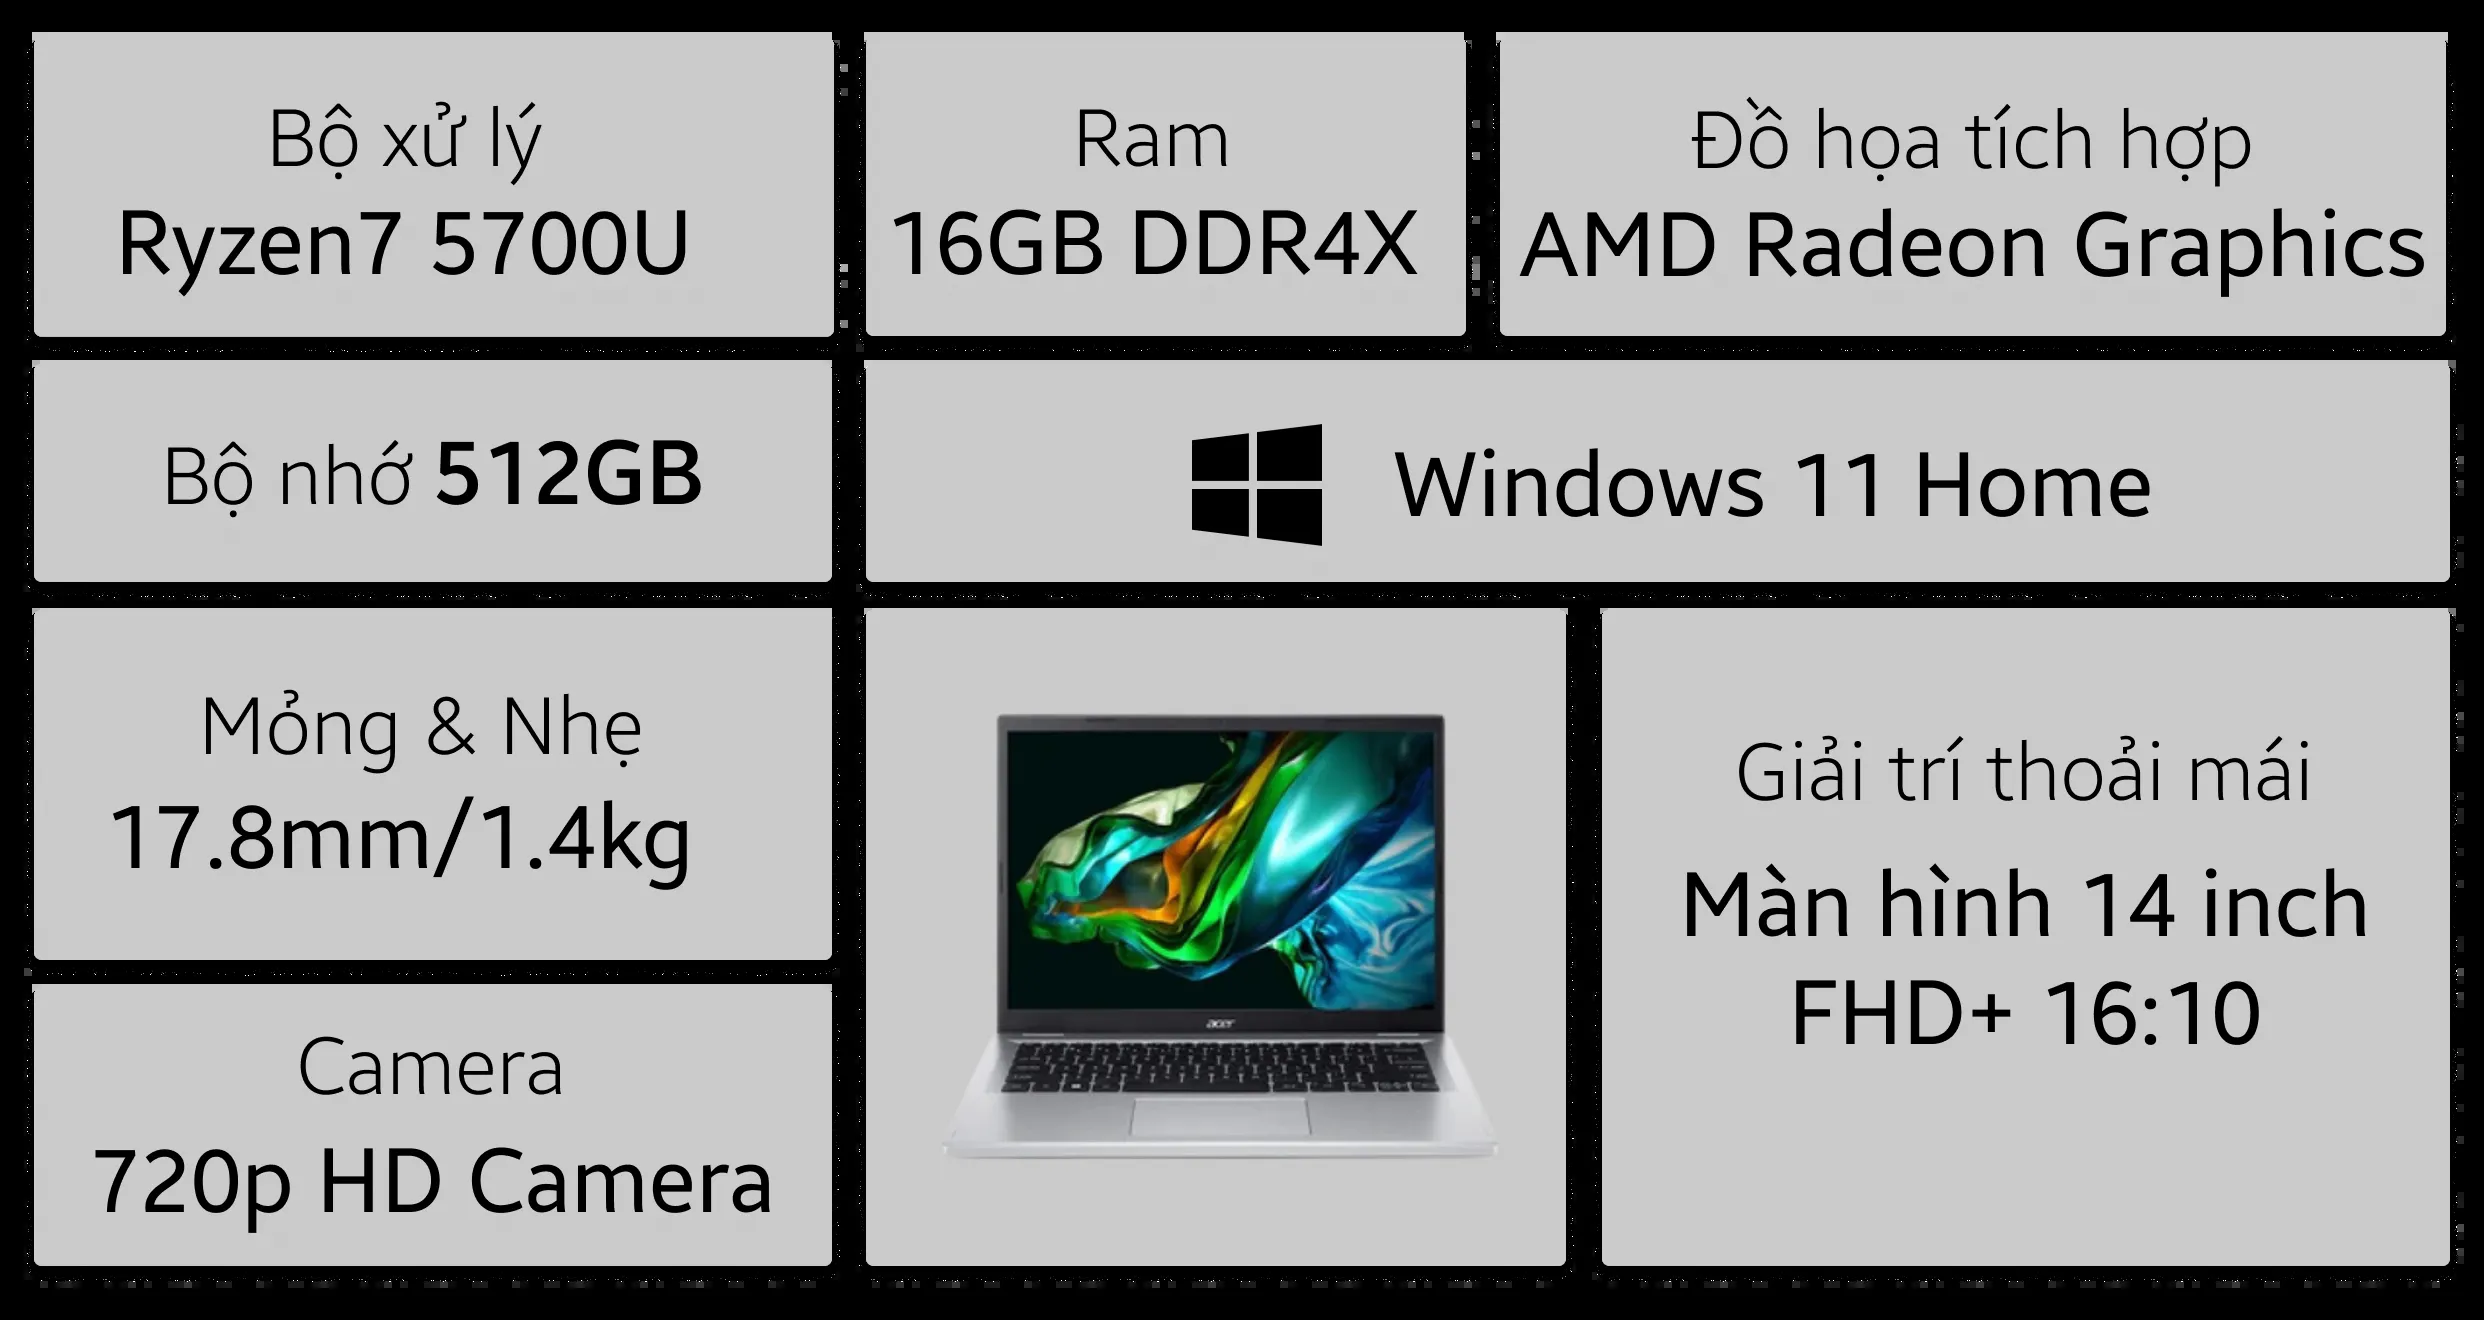 Bộ xử lý
Ryzen7 5700U
Ram
16GB DDR4X
Đồ họa tích hợp
AMD Radeon Graphics
Bộ nhớ 512GB
Windows 11 Home
Mỏng & Nhẹ
17.8mm/1.4kg
Camera
720p HD Camera
acer
Giải trí thoải mái
Màn hình 14 inch
FHD+ 16:10